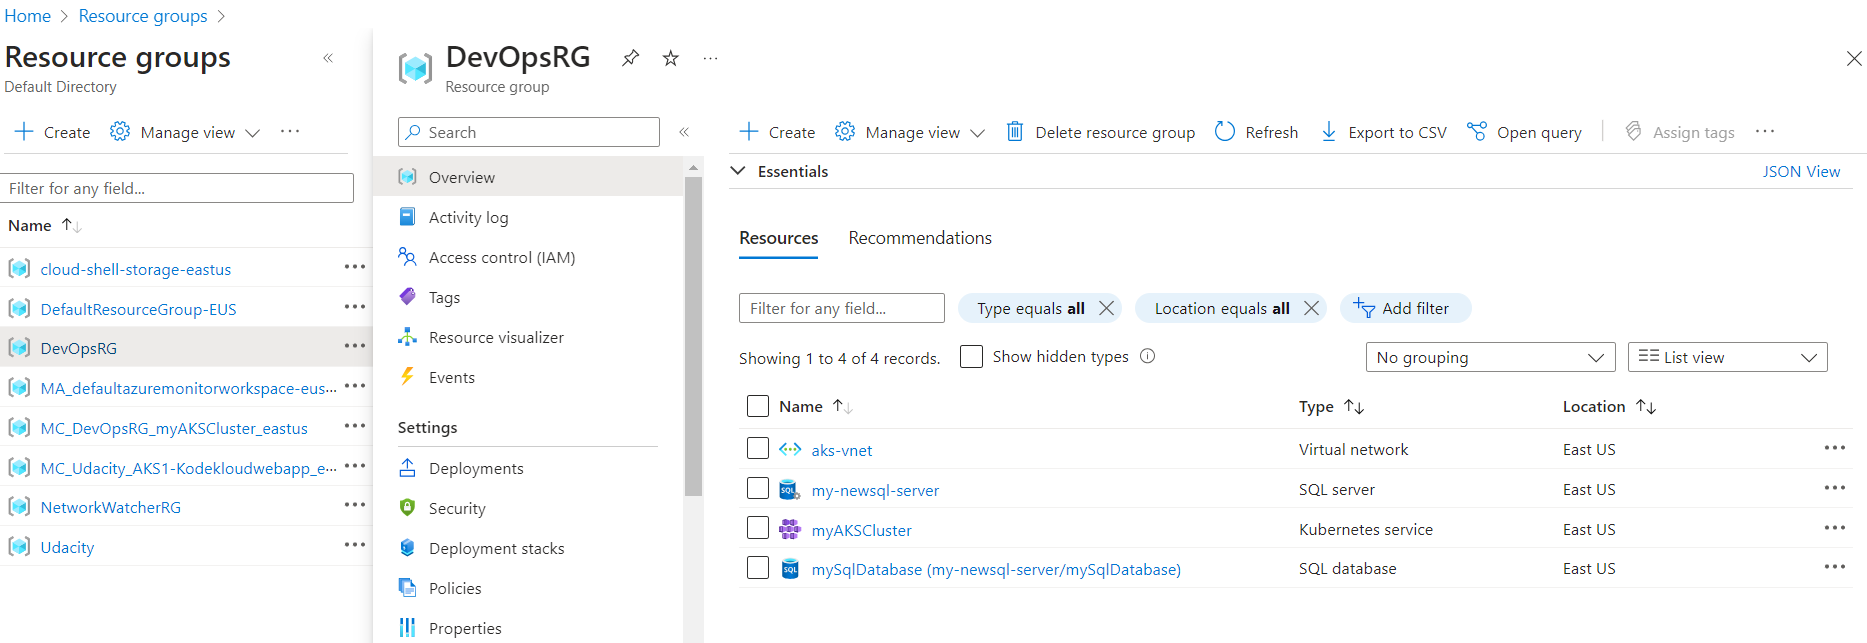 Home > Resource groups >
Resource groups
Default Directory
Create Manage view
Filter for any field...
Name
cloud-shell-storage-eastus
DefaultResourceGroup-EUS
DevOpsRG
MA_defaultazuremonitorworkspace-eus...
MC_DevOpsRG_myAKSCluster_eastus
MC_Udacity_AKS1-Kodekloudwebapp_e...
NetworkWatcherRG
Udacity
DevOpsRG
Resource group
Search
Overview
Activity log
Access control (IAM)
Tags
Resource visualizer
Events
Settings
Deployments
Security
Deployment stacks
Policies
Properties
Create Manage view Delete resource group Refresh Export to CSV Open query Assign tags
Essentials JSON View
Resources Recommendations
Filter for any field... Type equals all Location equals all Add filter
Showing 1 to 4 of 4 records. Show hidden types No grouping List view
Name Type Location
aks-vnet Virtual network East US
my-newsql-server SQL server East US
myAKSCluster Kubernetes service East US
mySqlDatabase (my-newsql-server/mySqlDatabase) SQL database East US